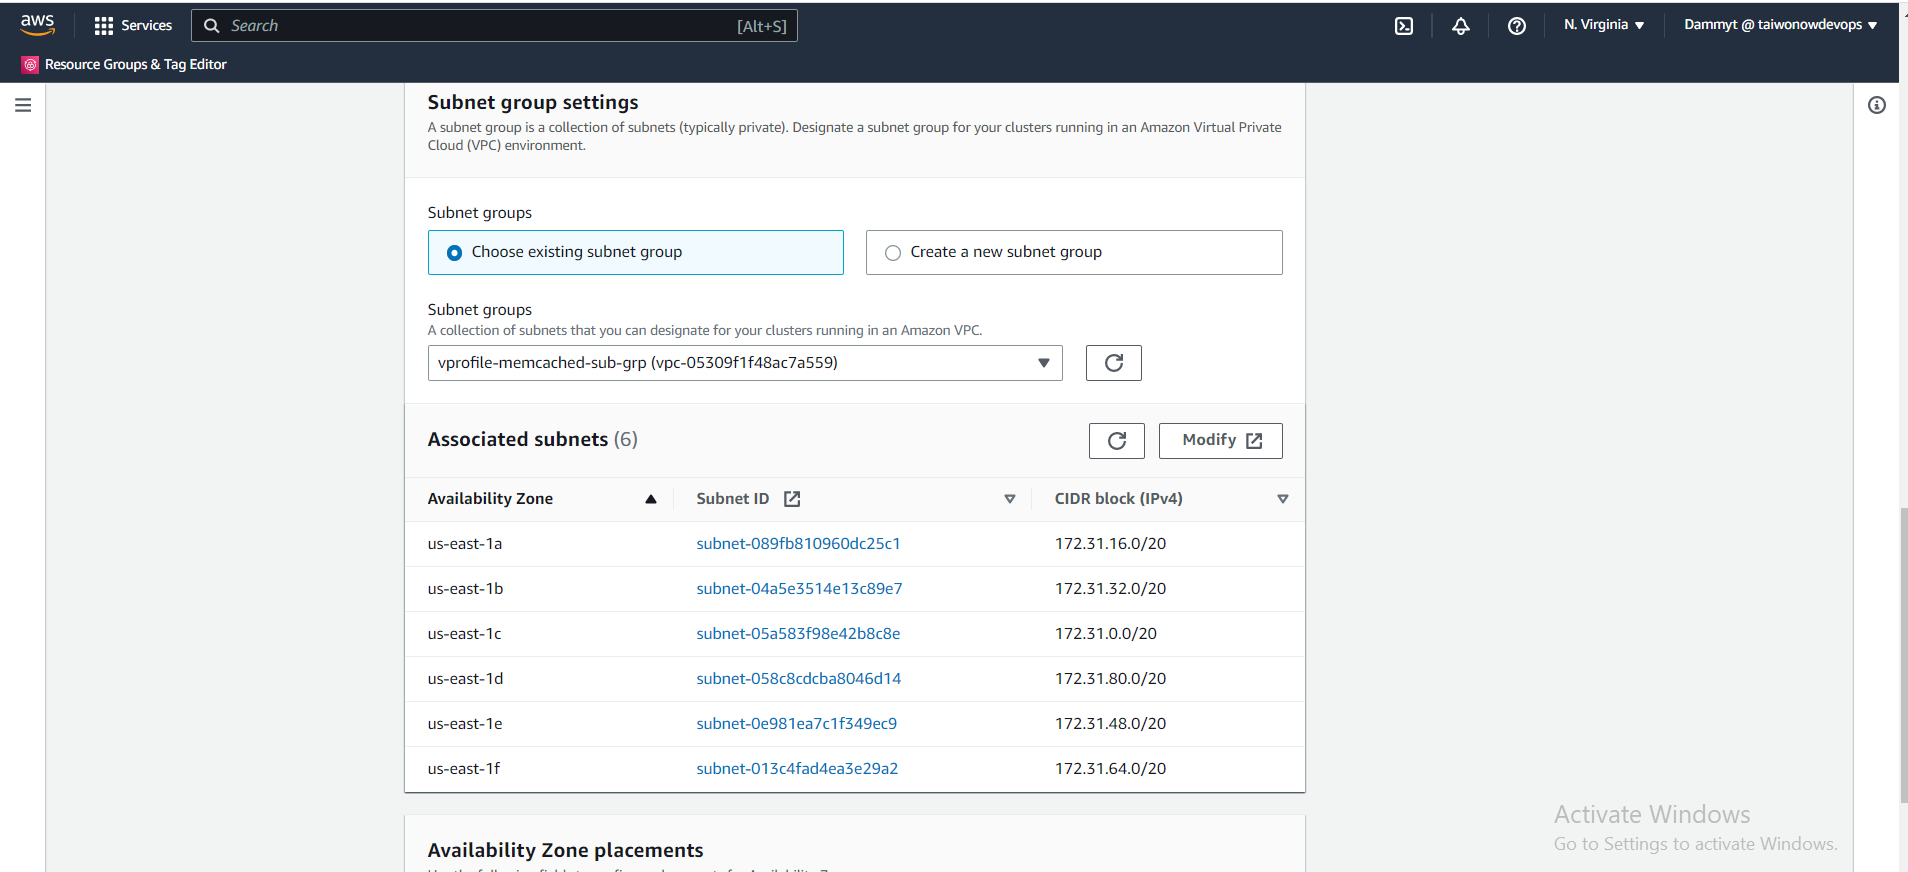 aws
Services
Search [Alt+S]
N. Virginia
Dammyt @ taiwonowdevops
Resource Groups & Tag Editor
Subnet group settings
A subnet group is a collection of subnets (typically private). Designate a subnet group for your clusters running in an Amazon Virtual Private
Cloud (VPC) environment.
Subnet groups
Choose existing subnet group
Create a new subnet group
Subnet groups
A collection of subnets that you can designate for your clusters running in an Amazon VPC.
vprofile-memcached-sub-grp (vpc-05309f1f48ac7a559)
Associated subnets (6)
Modify
Availability Zone Subnet ID CIDR block (IPv4)
us-east-1a subnet-089fb810960dc25c1 172.31.16.0/20
us-east-1b subnet-04a5e3514e13c89e7 172.31.32.0/20
us-east-1c subnet-05a583f98e42b8c8e 172.31.0.0/20
us-east-1d subnet-058c8cdcba8046d14 172.31.80.0/20
us-east-1e subnet-0e981ea7c1f349ec9 172.31.48.0/20
us-east-1f subnet-013c4fad4ea3e29a2 172.31.64.0/20
Activate Windows
Go to Settings to activate Windows.
Availability Zone placements